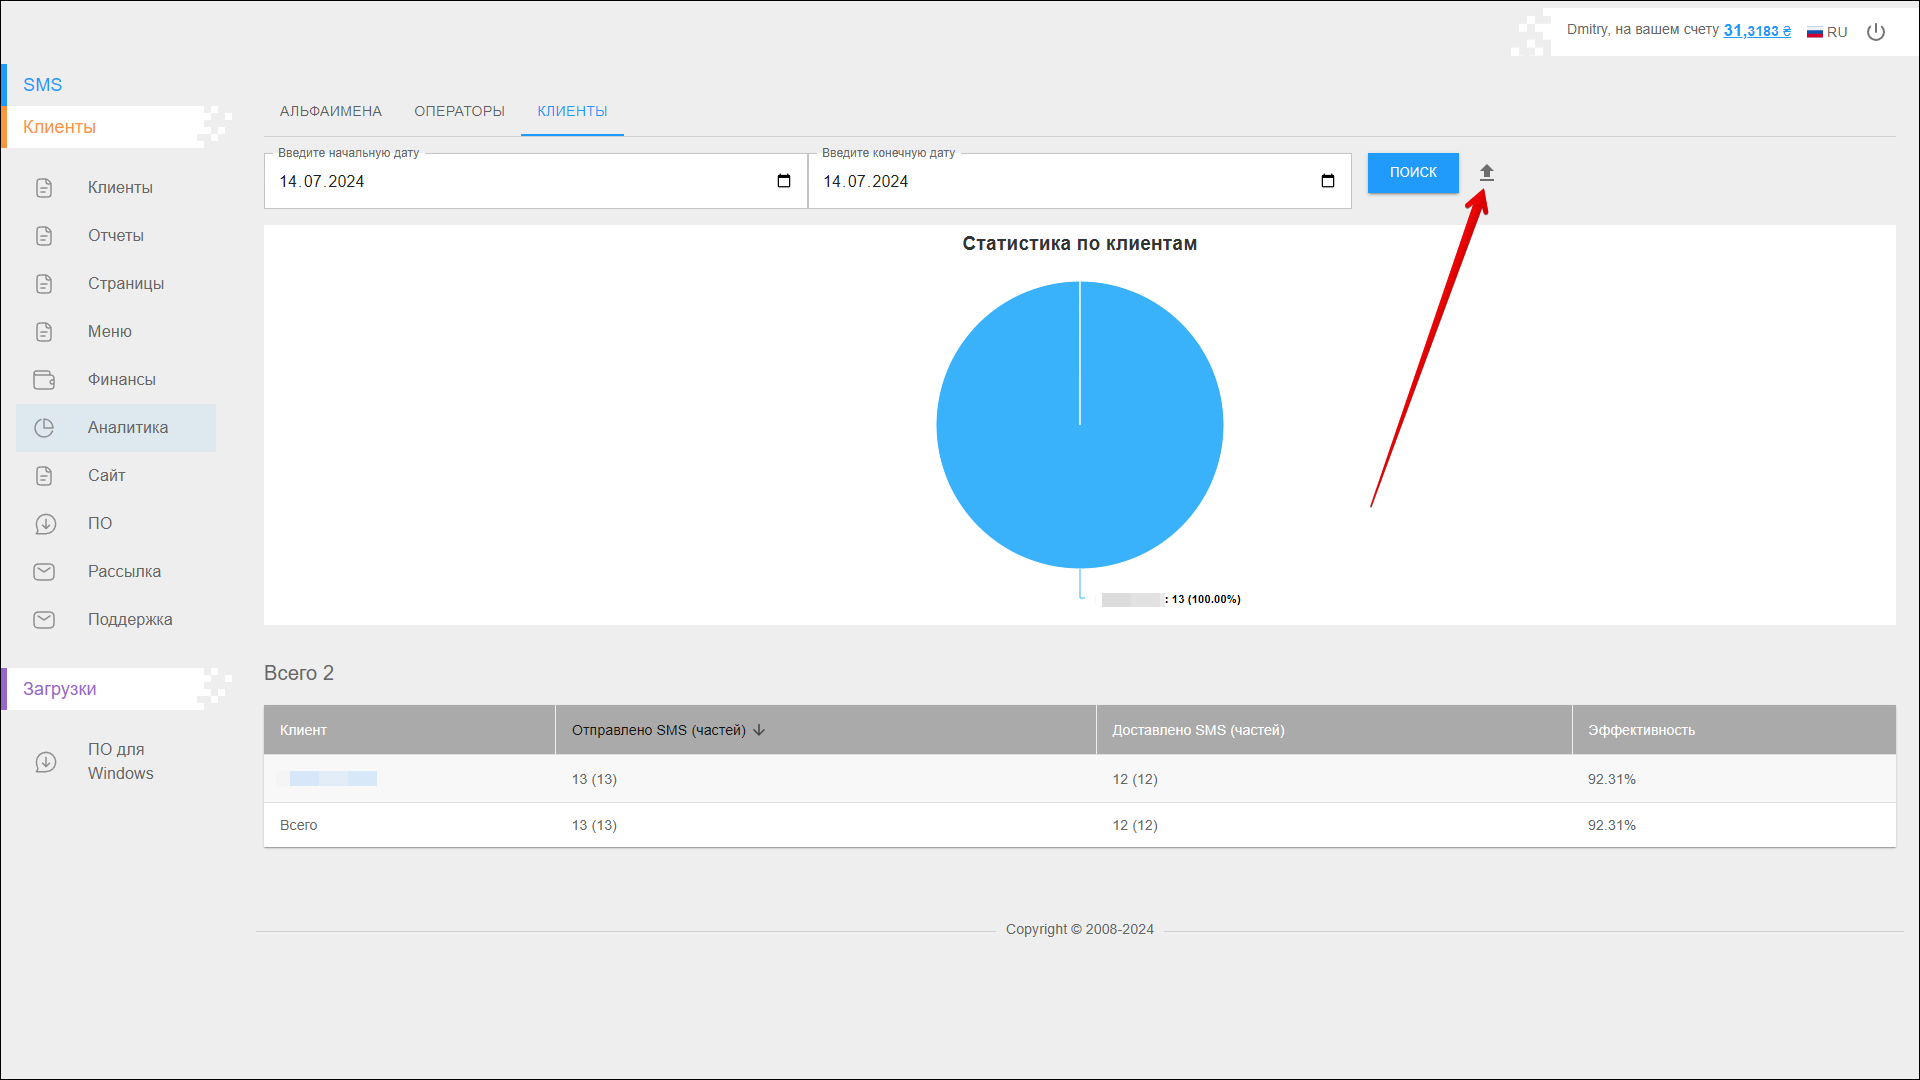 Dmitry, на вашем счету 31,3183 ₴ RU
SMS
Клиенты
Клиенты
Отчеты
Страницы
Меню
Финансы
Аналитика
Сайт
ПО
Рассылка
Поддержка
Загрузки
ПО для
Windows
АЛЬФАИМЕНА ОПЕРАТОРЫ КЛИЕНТЫ
Введите начальную дату Введите конечную дату
14.07.2024 14.07.2024 ПОИСК
Статистика по клиентам
: 13 (100.00%)
Всего 2
Клиент Отправлено SMS (частей) Доставлено SMS (частей) Эффективность
13 (13) 12 (12) 92.31%
Всего 13 (13) 12 (12) 92.31%
Copyright © 2008-2024